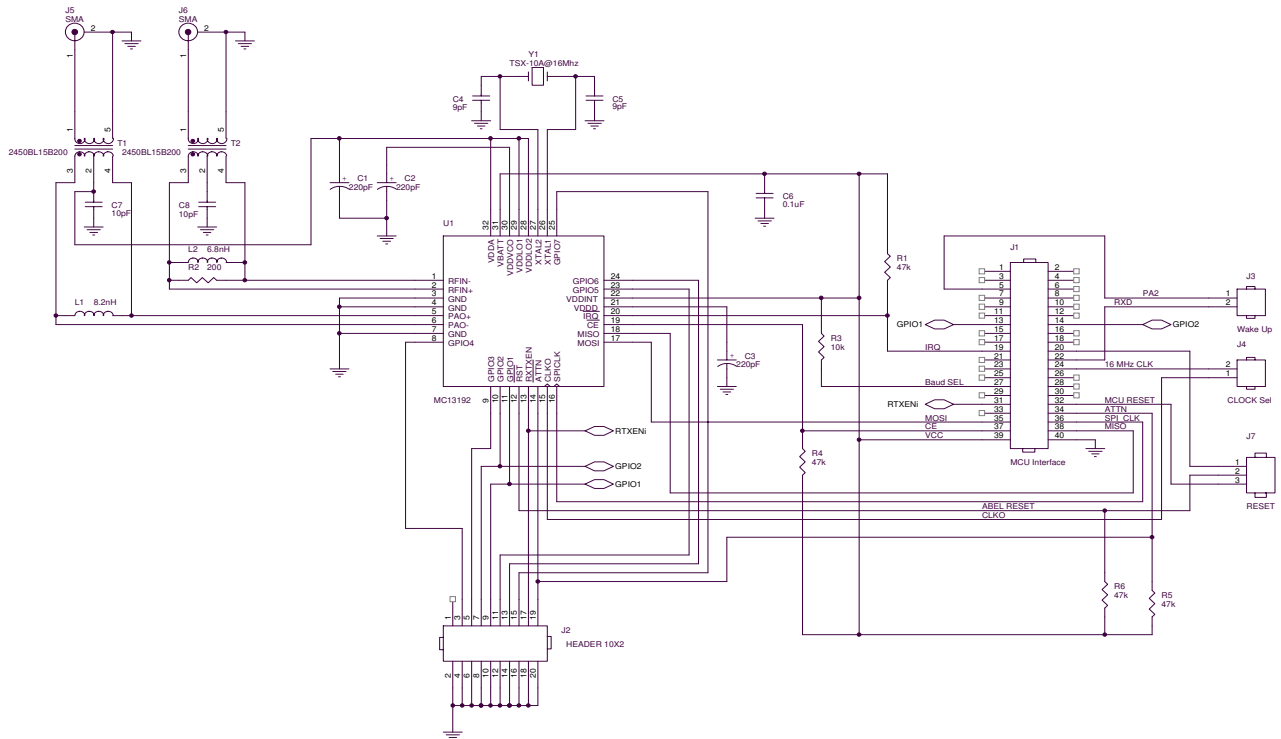 J5
SMA
2
1
J6
SMA
2
1
1
5
T1
2450BL15B200
3
2
4
1
5
T2
2450BL15B200
3
2
4
C7
10pF
C8
10pF
L2 6.8nH
R2 200
L1 8.2nH
Y1
TSX-10A@16Mhz
C4
9pF
C5
9pF
C1
220pF
C2
220pF
C6
0.1uF
U1
32 31 30 29 28 27 26 25
VDDA
VBATT
VDDVCO
VDDLO1
VDDLO2
XTAL2
XTAL1
GPIO7
1 RFIN-
2 RFIN+
3 GND
4 GND
5 PAO+
6 PAO-
7 GND
8 GPIO4
GPIO6 24
GPIO5 23
VDDINT 22
VDDD 21
IRQ 20
CE 19
MISO 18
MOSI 17
GPIO3
GPIO2
GPIO1
RST
RXTXEN
ATTN
CLKO
SPICLK
9 10 11 12 13 14 15 16
MC13192
R1
47k
R3
10k
C3
220pF
R4
47k
RTXENi
GPIO2
GPIO1
J1
1 2
3 4
5 6
7 8
9 10
11 12
13 14
15 16
17 18
19 20
21 22
23 24
25 26
27 28
29 30
31 32
33 34
35 36
37 38
39 40
MCU Interface
GPIO1
IRQ
Baud SEL
RTXENi
MOSI
CE
VCC
PA2
RXD
GPIO2
16 MHz CLK
MCU RESET
ATTN
SPI_CLK
MISO
J3
1
2
Wake Up
J4
2
1
CLOCK Sel
J7
1
2
3
RESET
ABEL RESET
CLKO
R6
47k
R5
47k
1 3 5 7 9 11 13 15 17 19
J2
HEADER 10X2
2 4 6 8 10 12 14 16 18 20